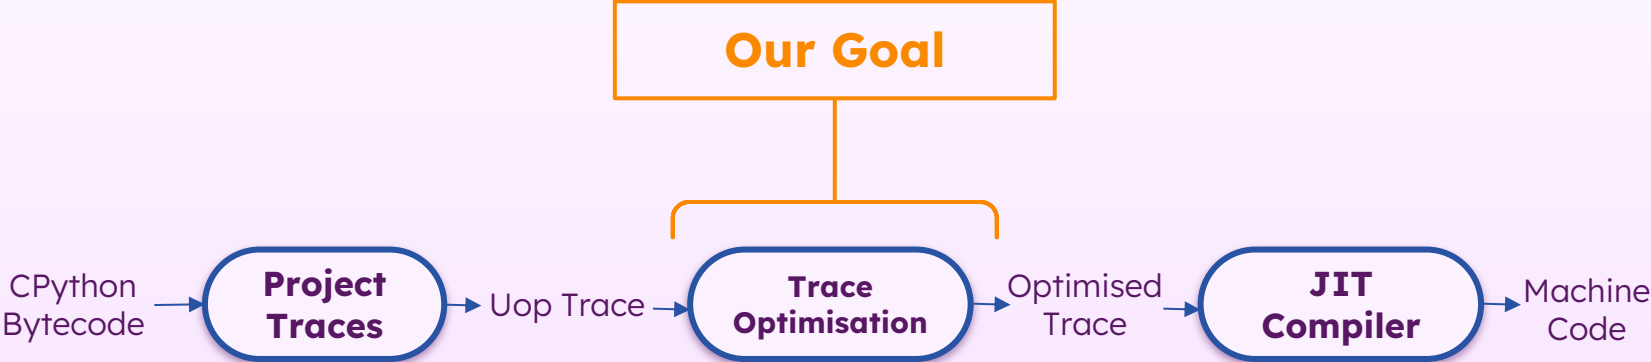 Our Goal
CPython
Bytecode
Project
Traces
Uop Trace
Trace
Optimisation
Optimised
Trace
JIT
Compiler
Machine
Code